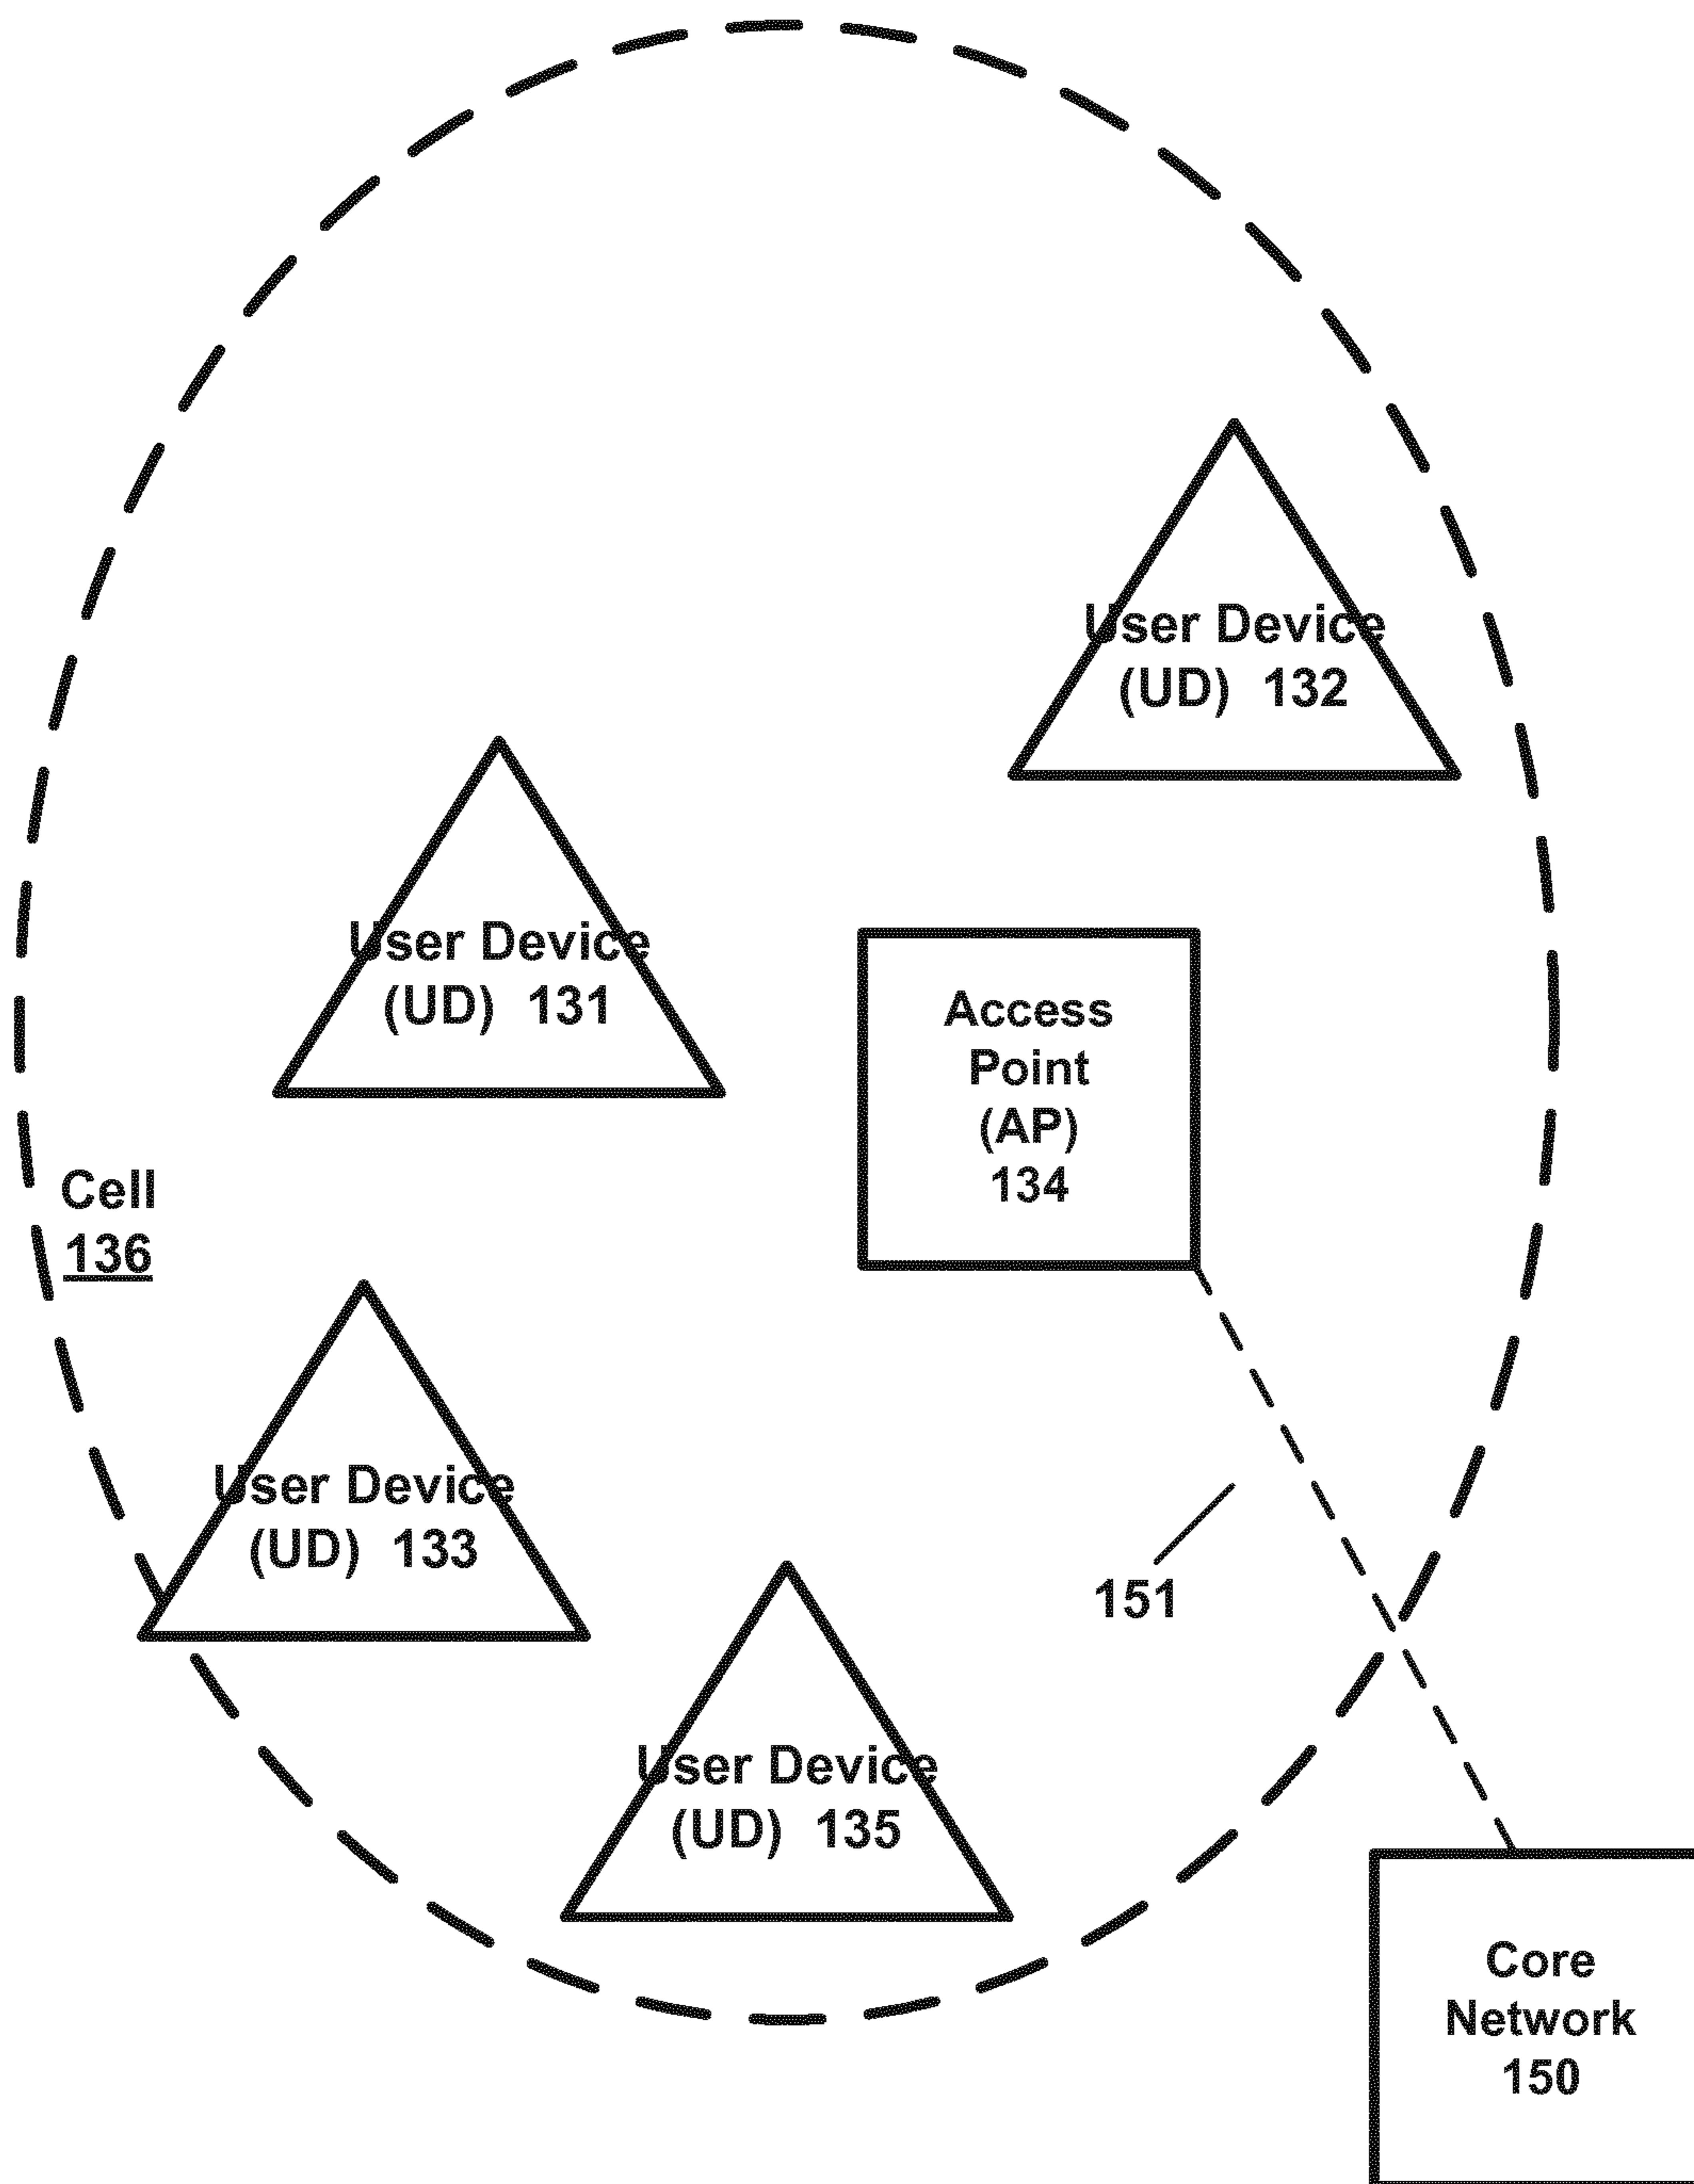 User Device
(UD) 132
User Device
(UD) 131
Access
Point
(AP)
134
Cell
136
User Device
(UD) 133
151
User Device
(UD) 135
Core
Network
150